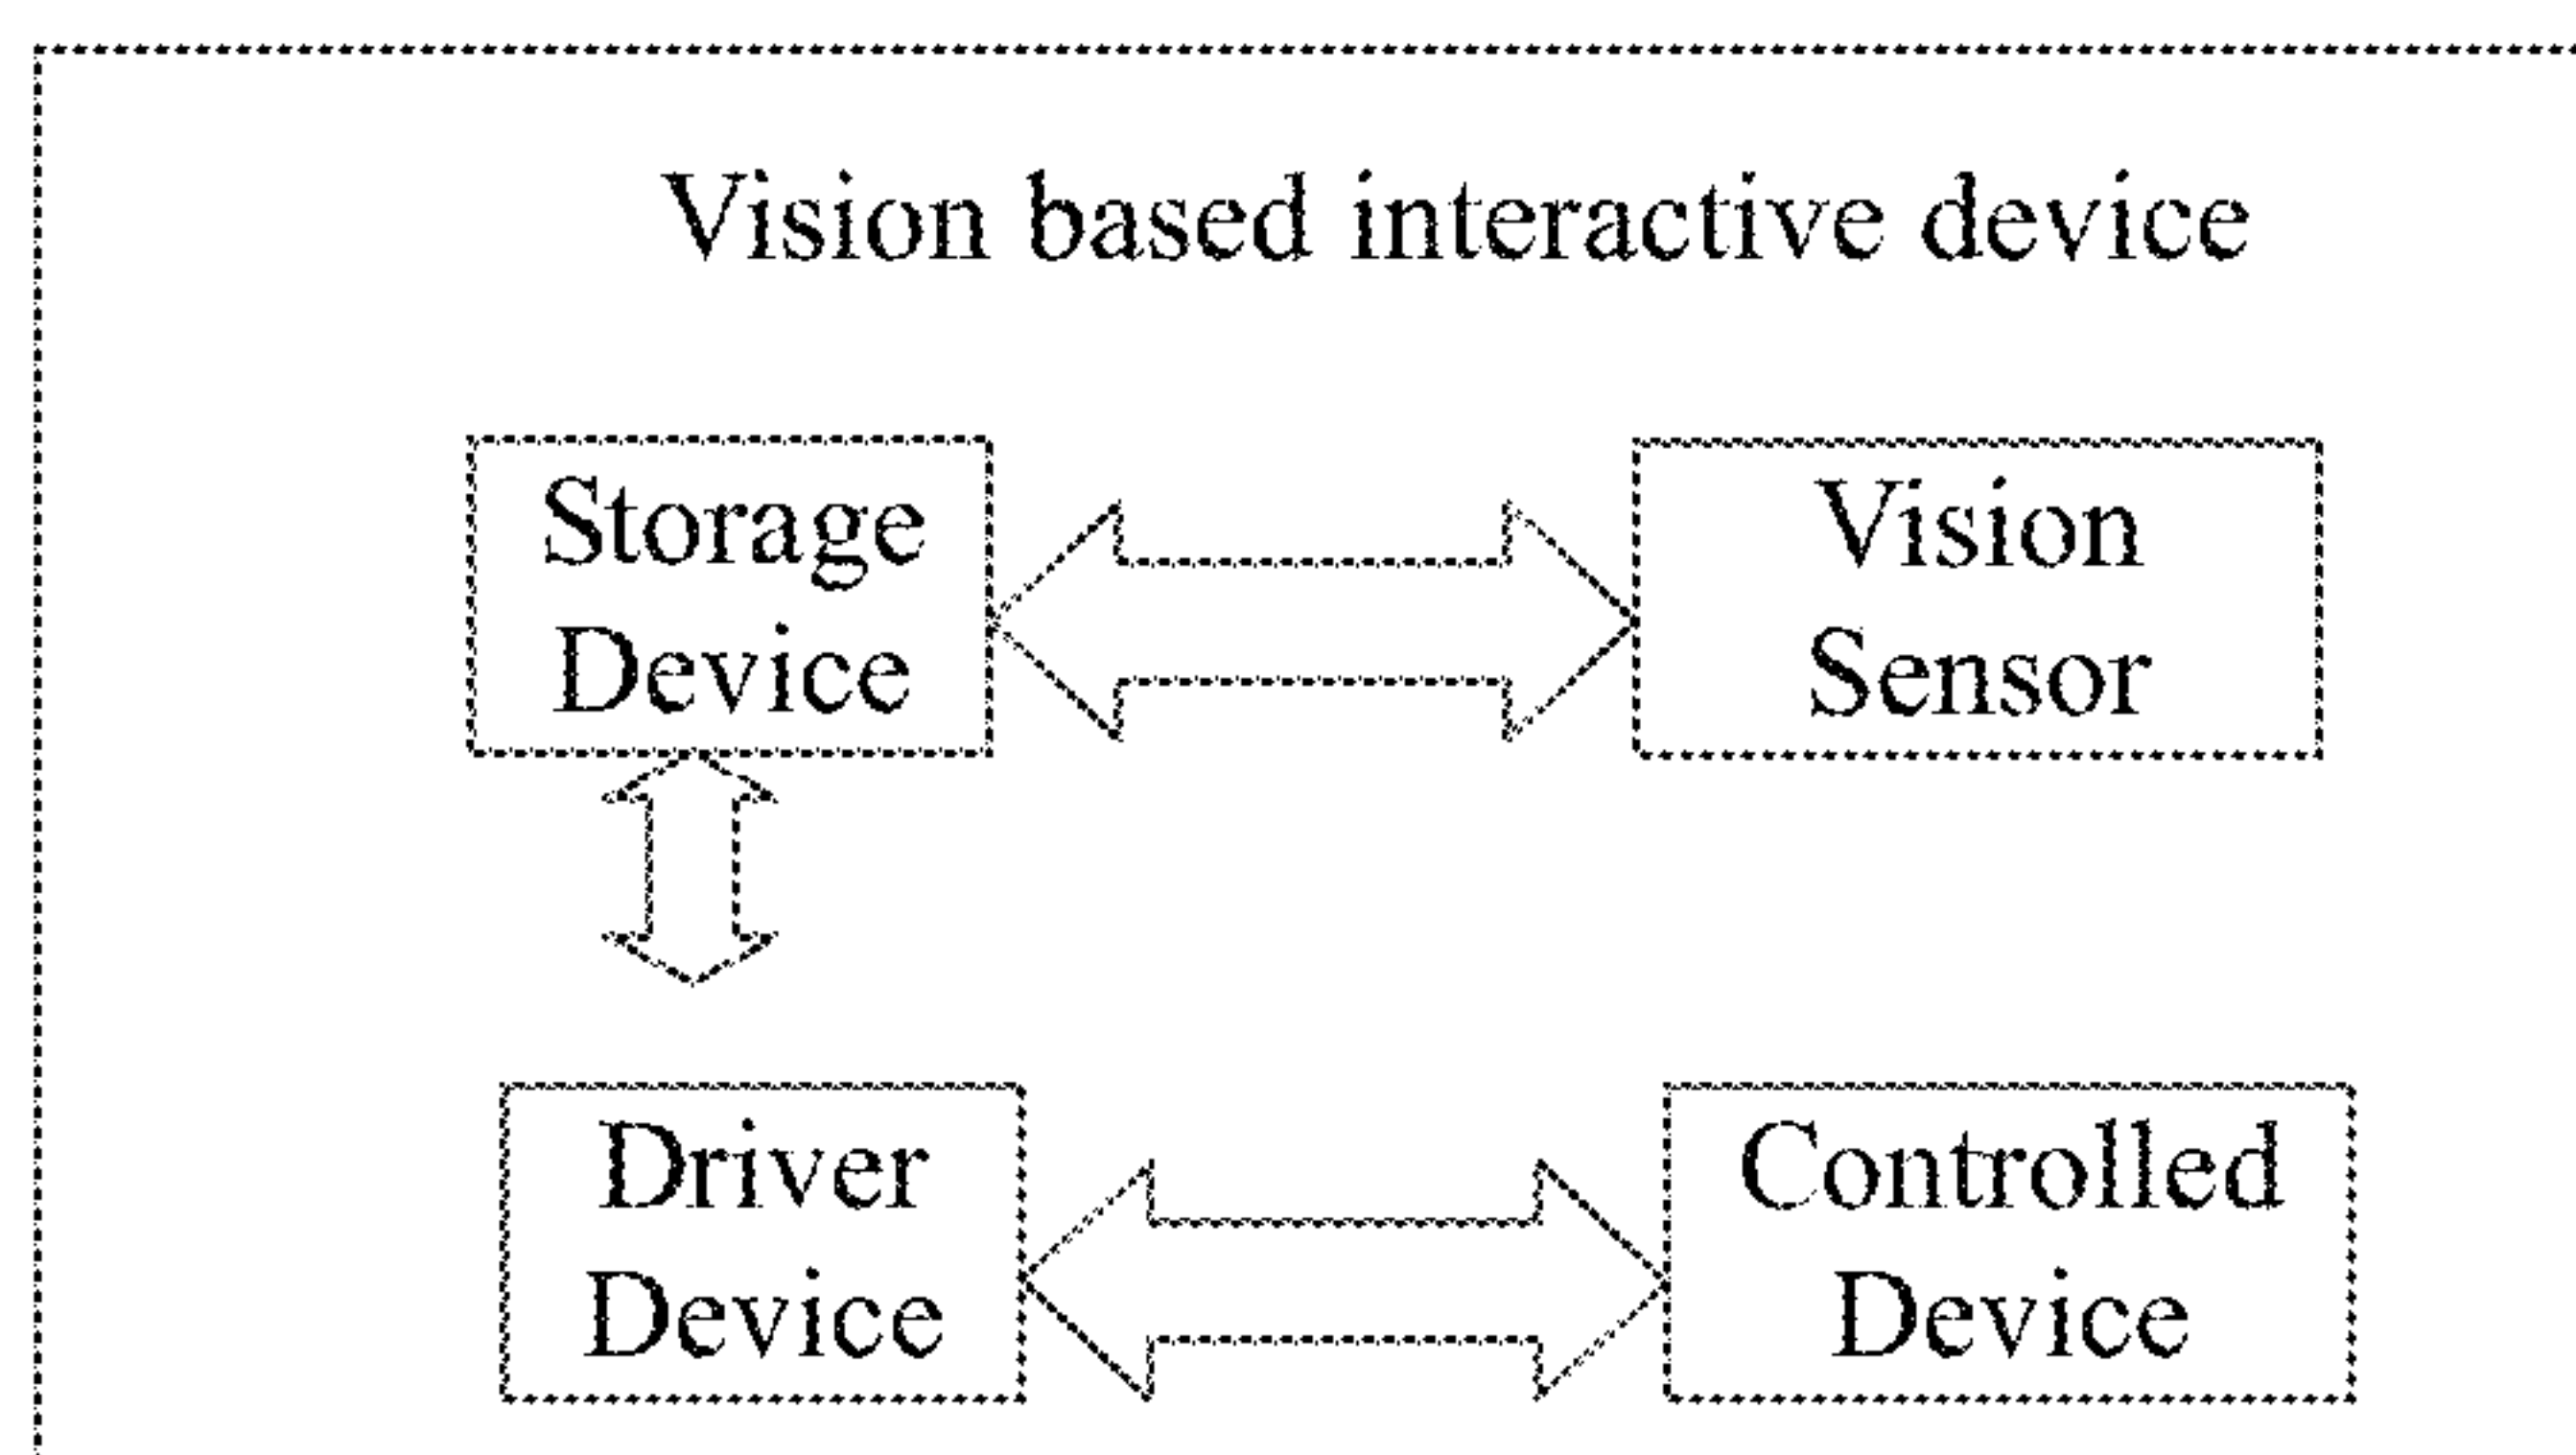 Vision based interactive device
Storage
Device
Vision
Sensor
Driver
Device
Controlled
Device